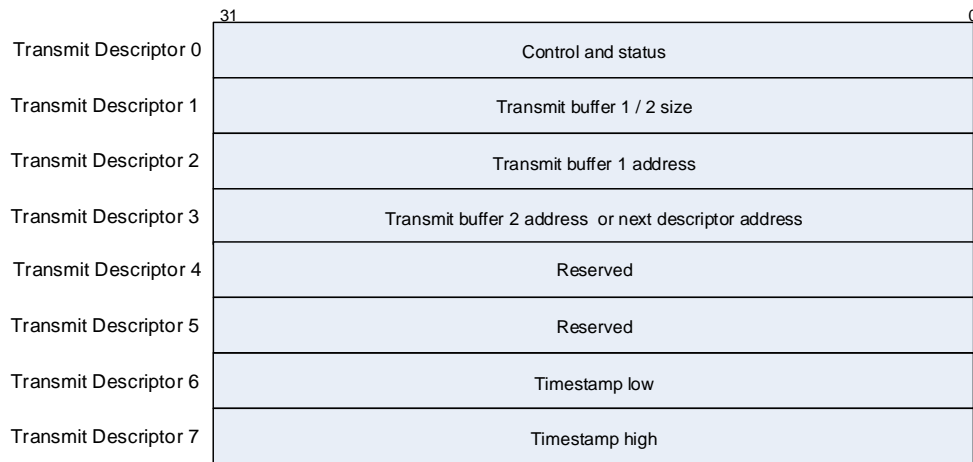 31 0
Transmit Descriptor 0 Control and status
Transmit Descriptor 1 Transmit buffer 1 / 2 size
Transmit Descriptor 2 Transmit buffer 1 address
Transmit Descriptor 3 Transmit buffer 2 address or next descriptor address
Transmit Descriptor 4 Reserved
Transmit Descriptor 5 Reserved
Transmit Descriptor 6 Timestamp low
Transmit Descriptor 7 Timestamp high